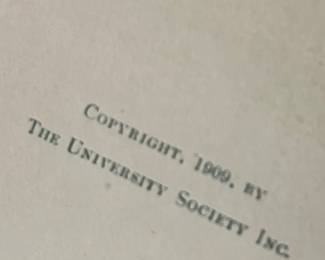 COPYRIGHT, 1909, BY
THE UNIVERSITY SOCIETY INC.